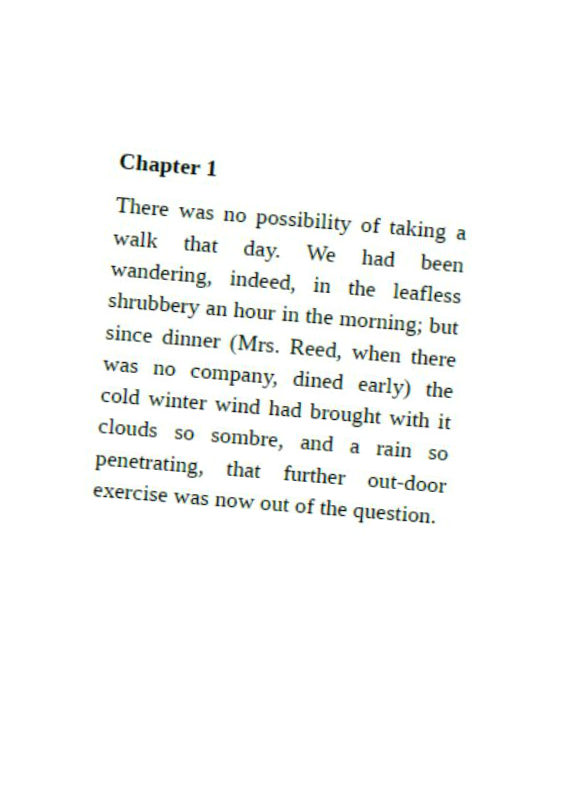 Chapter 1
There was no possibility of taking a
walk that day. We had been
wandering, indeed, in the leafless
shrubbery an hour in the morning; but
since dinner (Mrs. Reed, when there
was no company, dined early) the
cold winter wind had brought with it
clouds so sombre, and a rain so
penetrating, that further out-door
exercise was now out of the question.